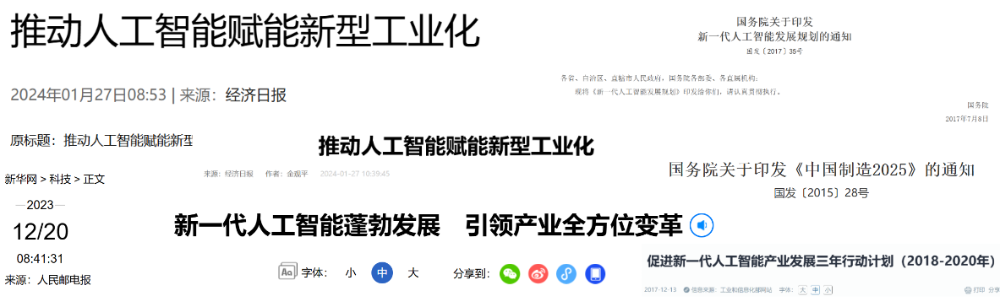 推动人工智能赋能新型工业化
2024年01月27日08:53 | 来源：经济日报
原标题：推动人工智能赋能新型
国务院关于印发
新一代人工智能发展规划的通知
国发〔2017〕35号
各省、自治区、直辖市人民政府，国务院各部委、各直属机构：
现将《新一代人工智能发展规划》印发给你们，请认真贯彻执行。
国务院
2017年7月8日
推动人工智能赋能新型工业化
来源：经济日报 作者：金观平 2024-01-27 10:39:45
国务院关于印发《中国制造2025》的通知
国发〔2015〕28号
新华网 > 科技 > 正文
2023
12/20
08:41:31
来源：人民邮电报
新一代人工智能蓬勃发展 引领产业全方位变革
Aa 字体： 小 中 大 分享到：
促进新一代人工智能产业发展三年行动计划（2018-2020年）
2017-12-13 信息来源：工业和信息化部网站 字体： 大 中 小 打印 分享